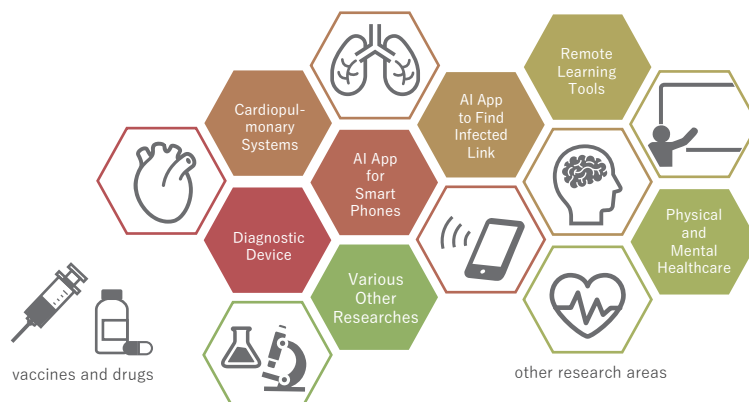 Remote
Learning
Tools
Cardiopul-
monary
Systems
AI App
to Find
Infected
Link
AI App
for
Smart
Phones
Physical
and
Mental
Healthcare
Diagnostic
Device
Various
Other
Researches
vaccines and drugs
other research areas